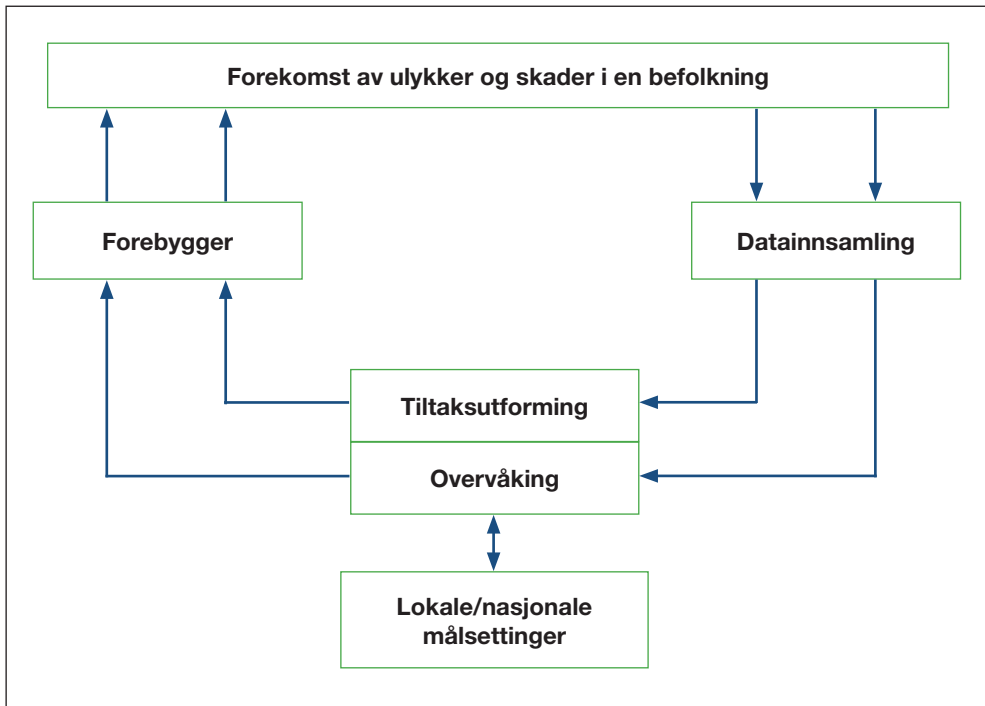 Forekomst av ulykker og skader i en befolkning
Forebygger
Datainnsamling
Tiltaksutforming
Overvåking
Lokale/nasjonale
målsettinger